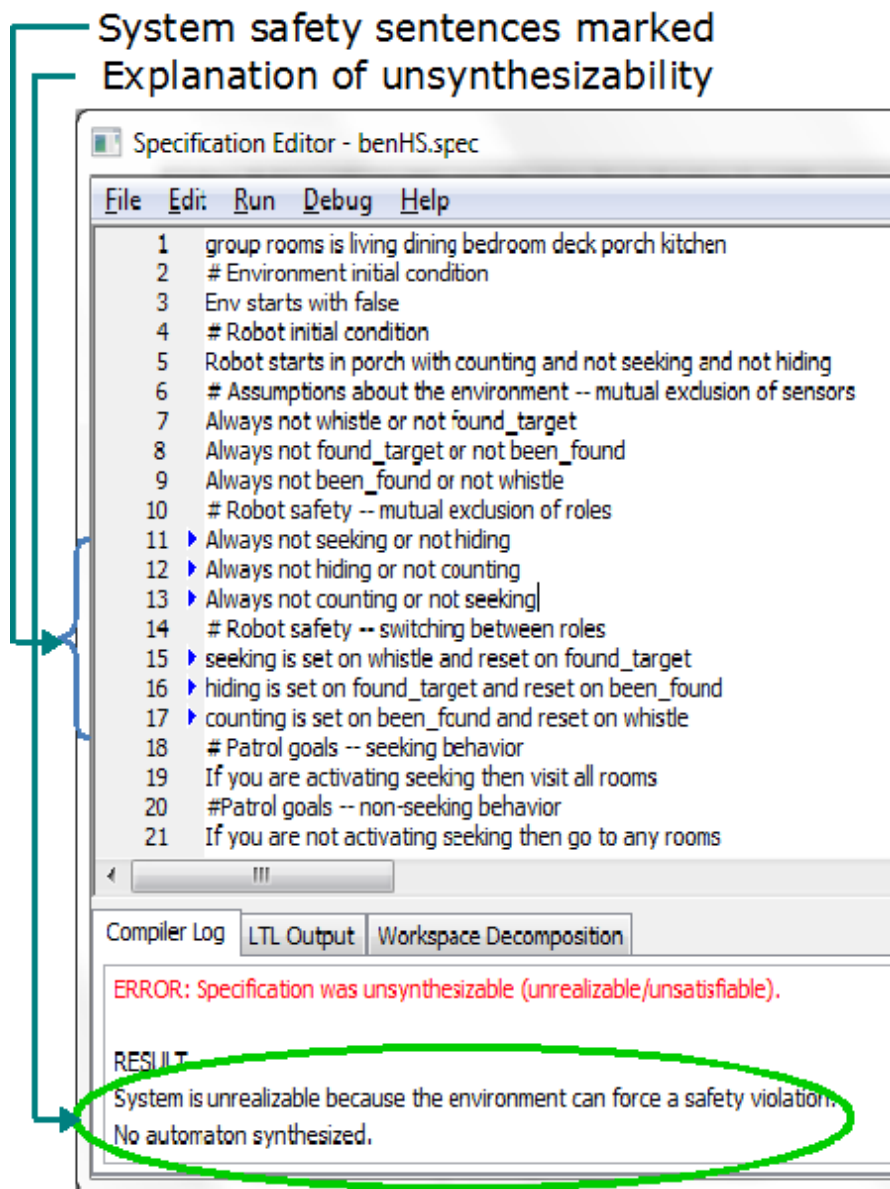 System safety sentences marked
Explanation of unsynthesizability
Specification Editor - benHS.spec
File Edit Run Debug Help
1 group rooms is living dining bedroom deck porch kitchen
2 # Environment initial condition
3 Env starts with false
4 # Robot initial condition
5 Robot starts in porch with counting and not seeking and not hiding
6 # Assumptions about the environment -- mutual exclusion of sensors
7 Always not whistle or not found_target
8 Always not found_target or not been_found
9 Always not been_found or not whistle
10 # Robot safety -- mutual exclusion of roles
11 Always not seeking or not hiding
12 Always not hiding or not counting
13 Always not counting or not seeking
14 # Robot safety -- switching between roles
15 seeking is set on whistle and reset on found_target
16 hiding is set on found_target and reset on been_found
17 counting is set on been_found and reset on whistle
18 # Patrol goals -- seeking behavior
19 If you are activating seeking then visit all rooms
20 #Patrol goals -- non-seeking behavior
21 If you are not activating seeking then go to any rooms
Compiler Log LTL Output Workspace Decomposition
ERROR: Specification was unsynthesizable (unrealizable/unsatisfiable).
RESULT
System is unrealizable because the environment can force a safety violation.
No automaton synthesized.